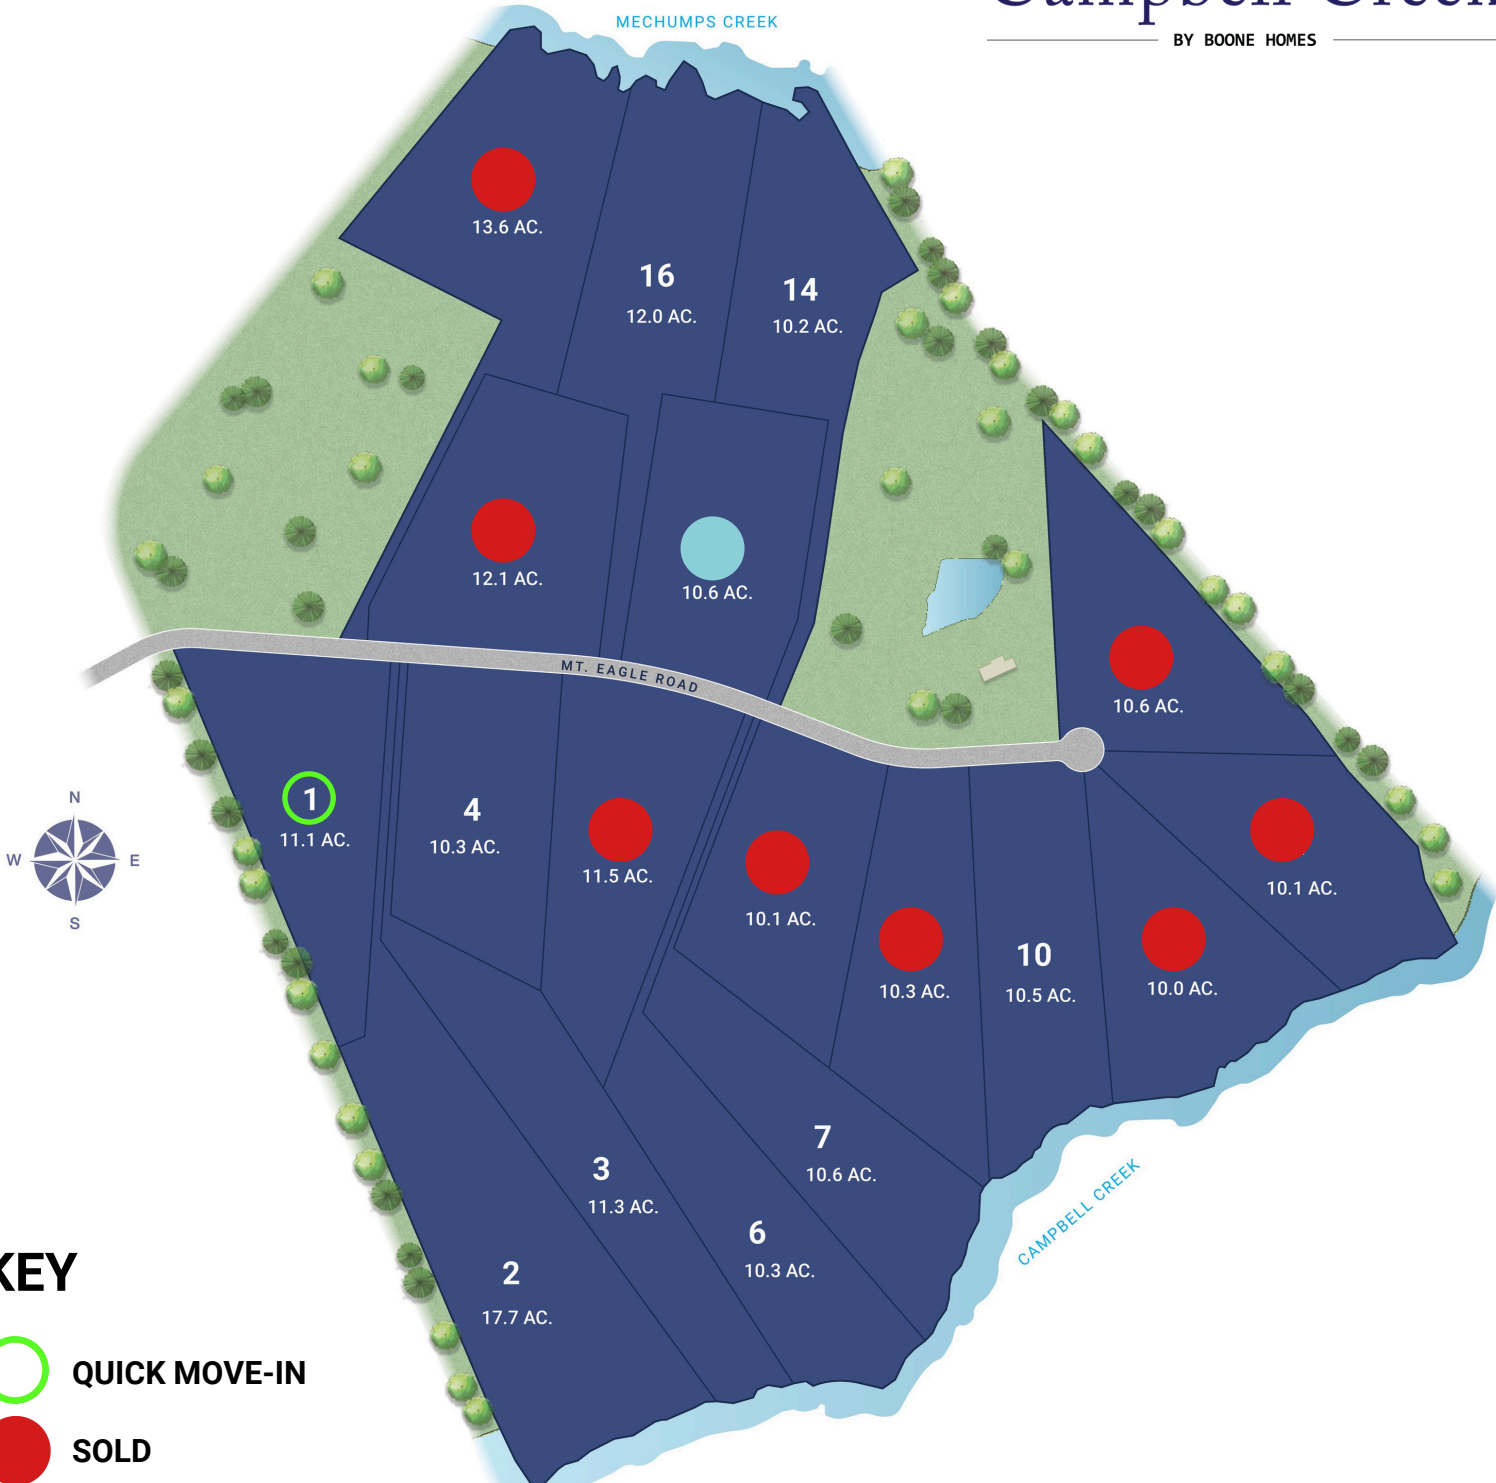 MECHUMPS CREEK
Campbell Creek
BY BOONE HOMES
13.6 AC.
16
12.0 AC.
14
10.2 AC.
12.1 AC.
10.6 AC.
MT. EAGLE ROAD
10.6 AC.
1
11.1 AC.
4
10.3 AC.
11.5 AC.
10.1 AC.
10.3 AC.
10
10.5 AC.
10.0 AC.
10.1 AC.
N
W
E
S
7
10.6 AC.
3
11.3 AC.
6
10.3 AC.
2
17.7 AC.
CAMPBELL CREEK
KEY
QUICK MOVE-IN
SOLD